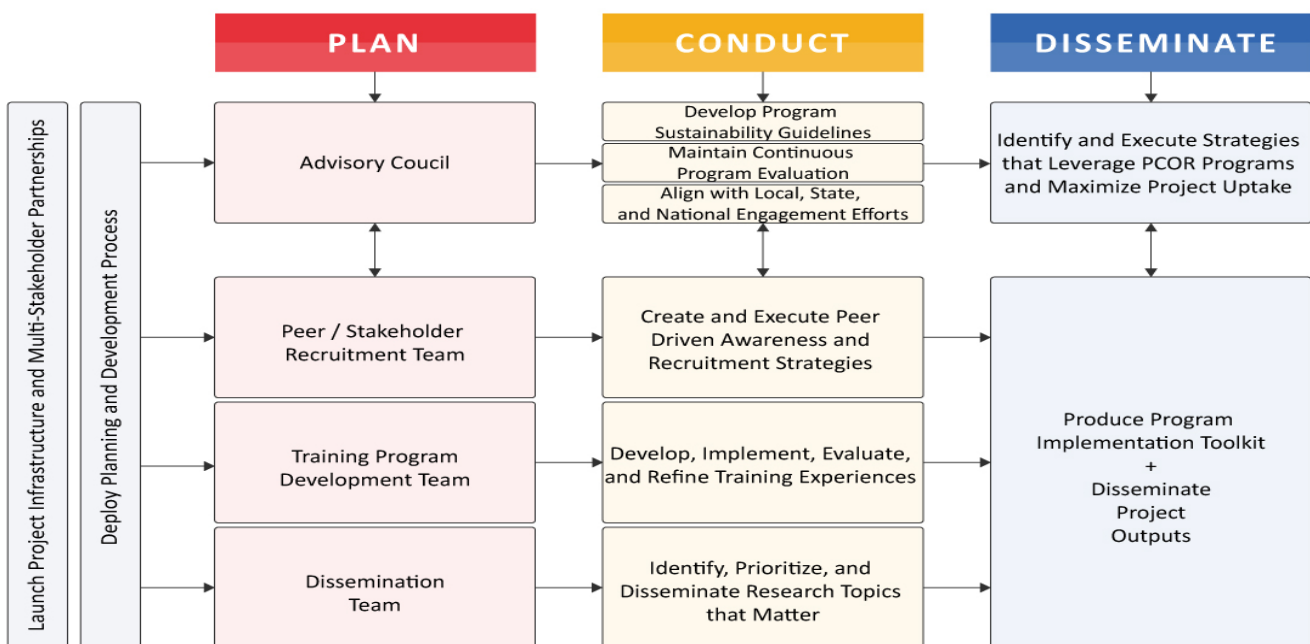 PLAN
CONDUCT
DISSEMINATE
Launch Project Infrastructure and Multi-Stakeholder Partnerships
Deploy Planning and Development Process
Advisory Coucil
Develop Program
Sustainability Guidelines
Maintain Continuous
Program Evaluation
Align with Local, State,
and National Engagement Efforts
Identify and Execute Strategies
that Leverage PCOR Programs
and Maximize Project Uptake
Peer / Stakeholder
Recruitment Team
Create and Execute Peer
Driven Awareness and
Recruitment Strategies
Training Program
Development Team
Develop, Implement, Evaluate,
and Refine Training Experiences
Dissemination
Team
Identify, Prioritize, and
Disseminate Research Topics
that Matter
Produce Program
Implementation Toolkit
+
Disseminate
Project
Outputs